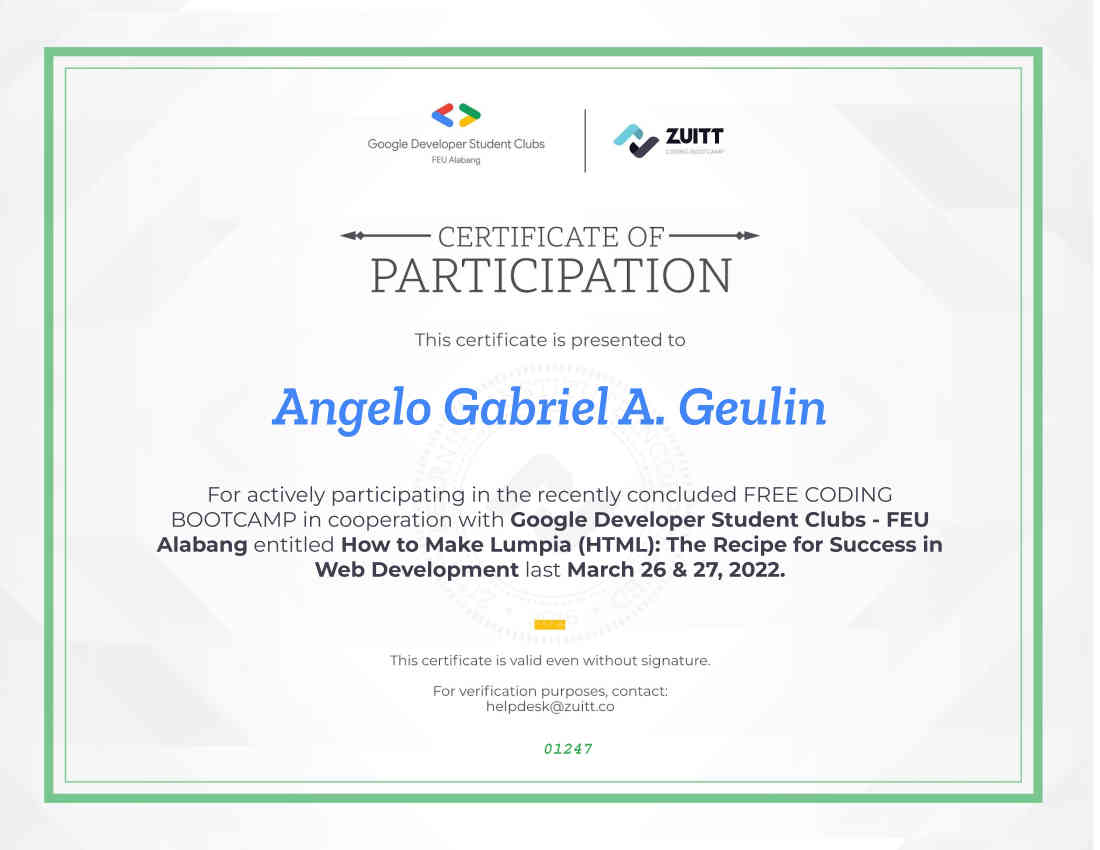 Google Developer Student Clubs
FEU Alabang
ZUITT
CODING BOOTCAMP
CERTIFICATE OF
PARTICIPATION
This certificate is presented to
Angelo Gabriel A. Geulin
For actively participating in the recently concluded FREE CODING
BOOTCAMP in cooperation with Google Developer Student Clubs - FEU
Alabang entitled How to Make Lumpia (HTML): The Recipe for Success in
Web Development last March 26 & 27, 2022.
This certificate is valid even without signature.
For verification purposes, contact:
helpdesk@zuitt.co
01247